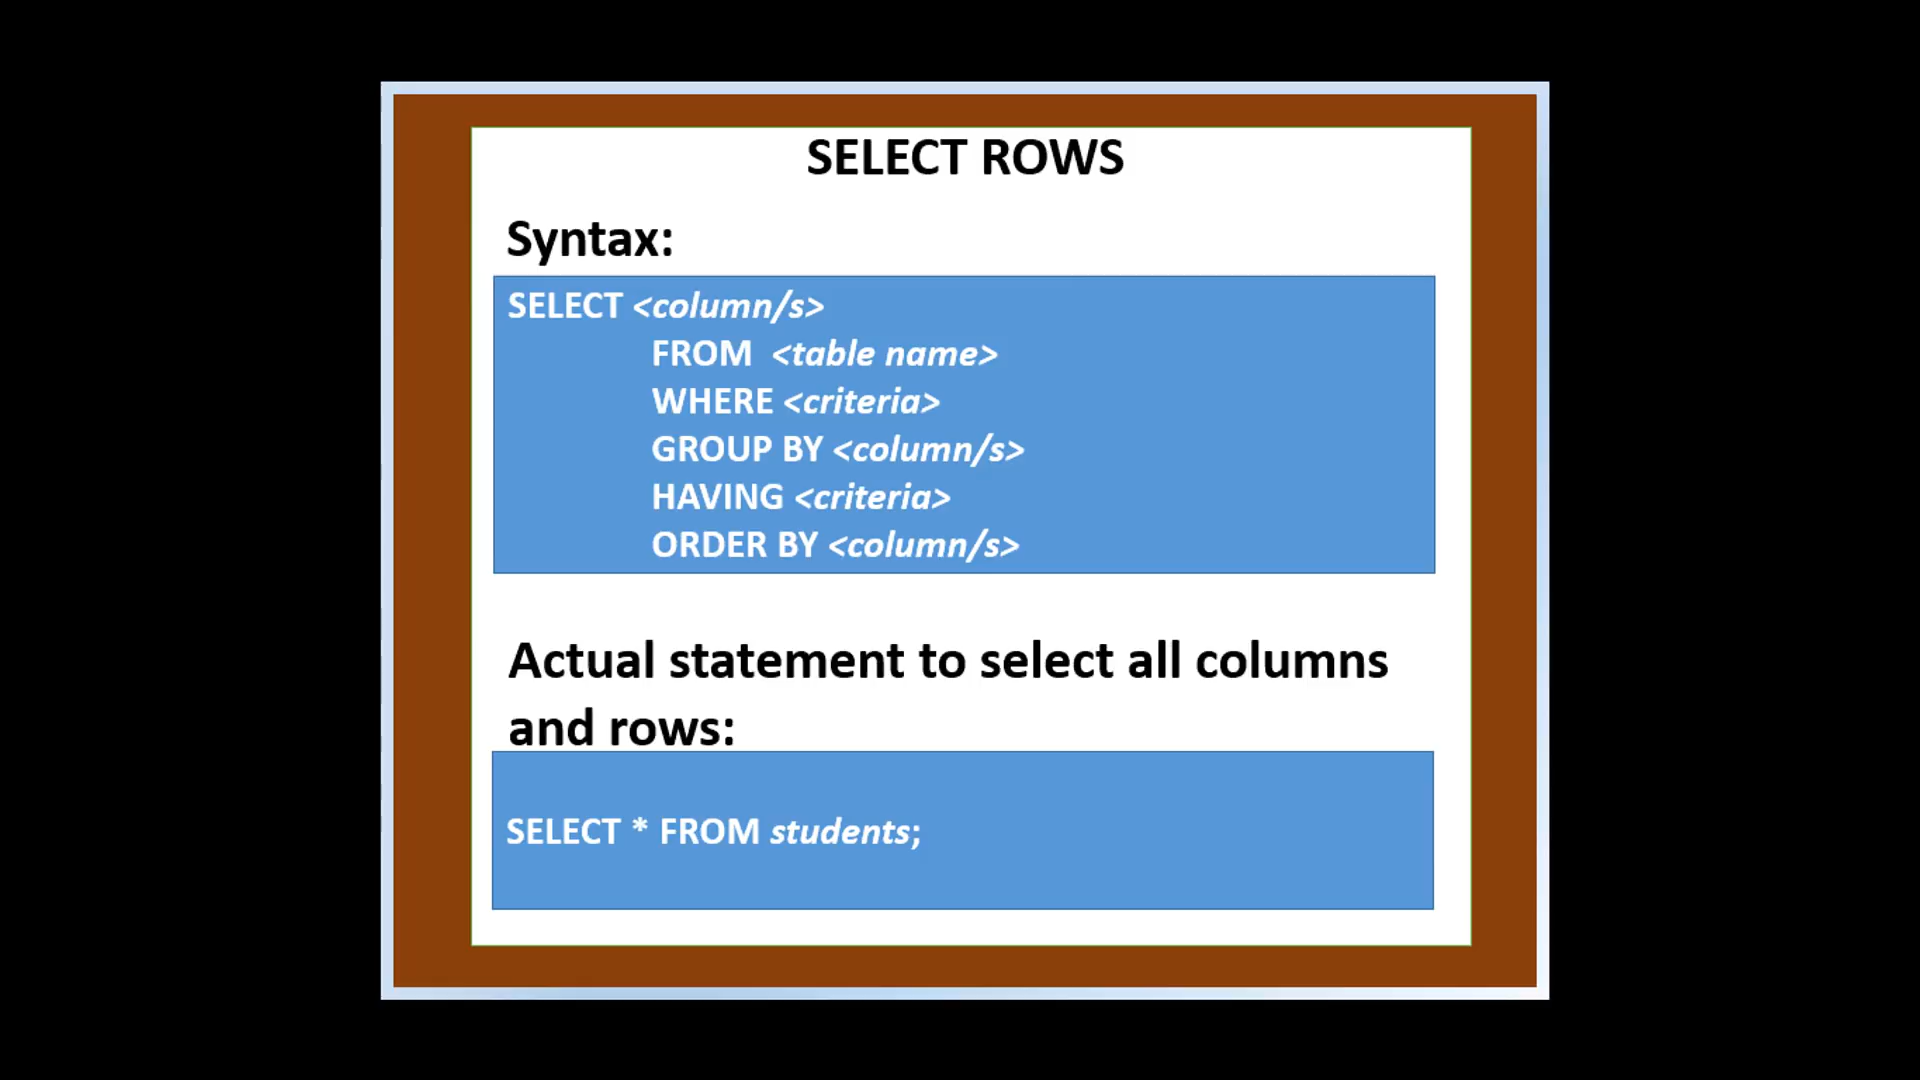 SELECT ROWS
Syntax:
SELECT <column/s>
FROM <table name>
WHERE <criteria>
GROUP BY <column/s>
HAVING <criteria>
ORDER BY <column/s>
Actual statement to select all columns
and rows:
SELECT * FROM students;